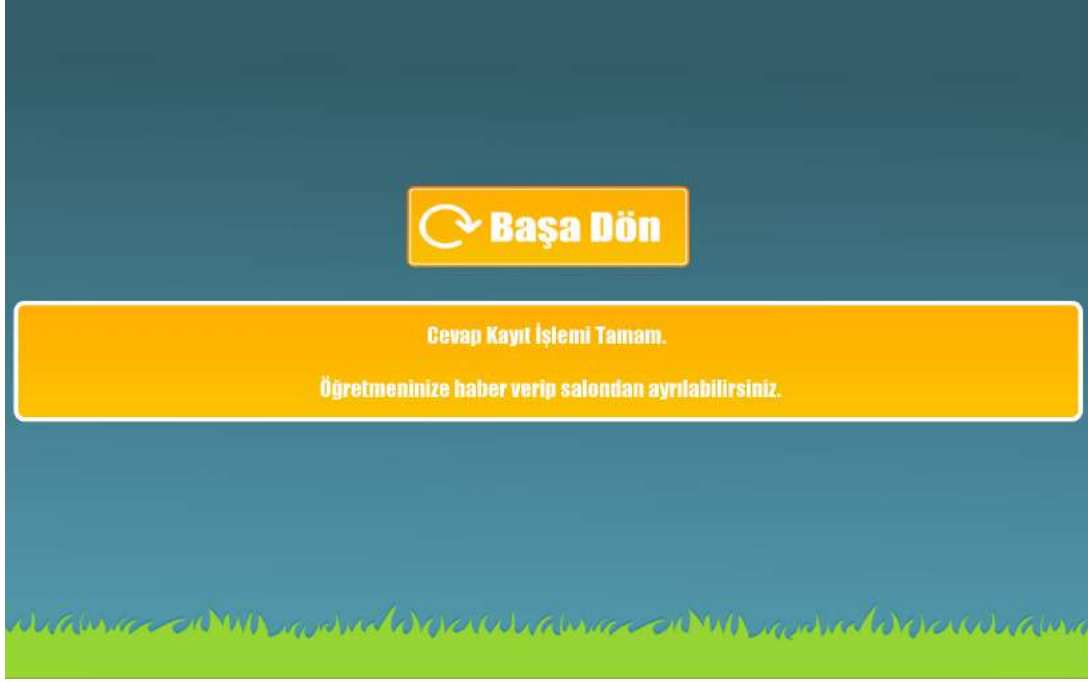 Başa Dön
Cevap Kayıt İşlemi Tamam.
Öğretmeninize haber verip salondan ayrılabilirsiniz.